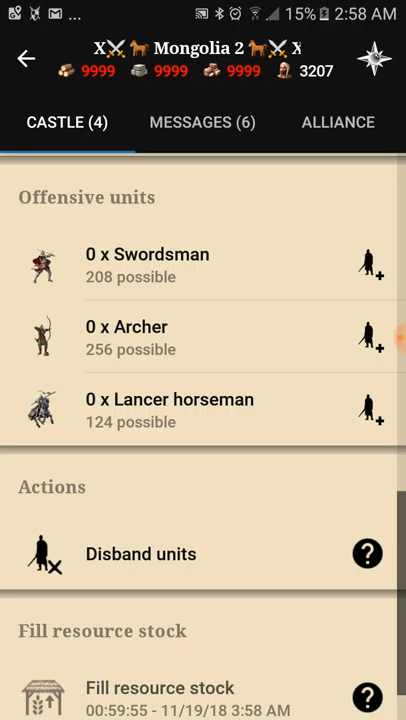 ... 15% 2:58 AM
X⚔🐎 Mongolia 2 🐎⚔ X
9999 9999 9999 3207
CASTLE (4) MESSAGES (6) ALLIANCE
Offensive units
0 x Swordsman
208 possible
0 x Archer
256 possible
0 x Lancer horseman
124 possible
Actions
Disband units ?
Fill resource stock
Fill resource stock ?
00:59:55 - 11/19/18 3:58 AM